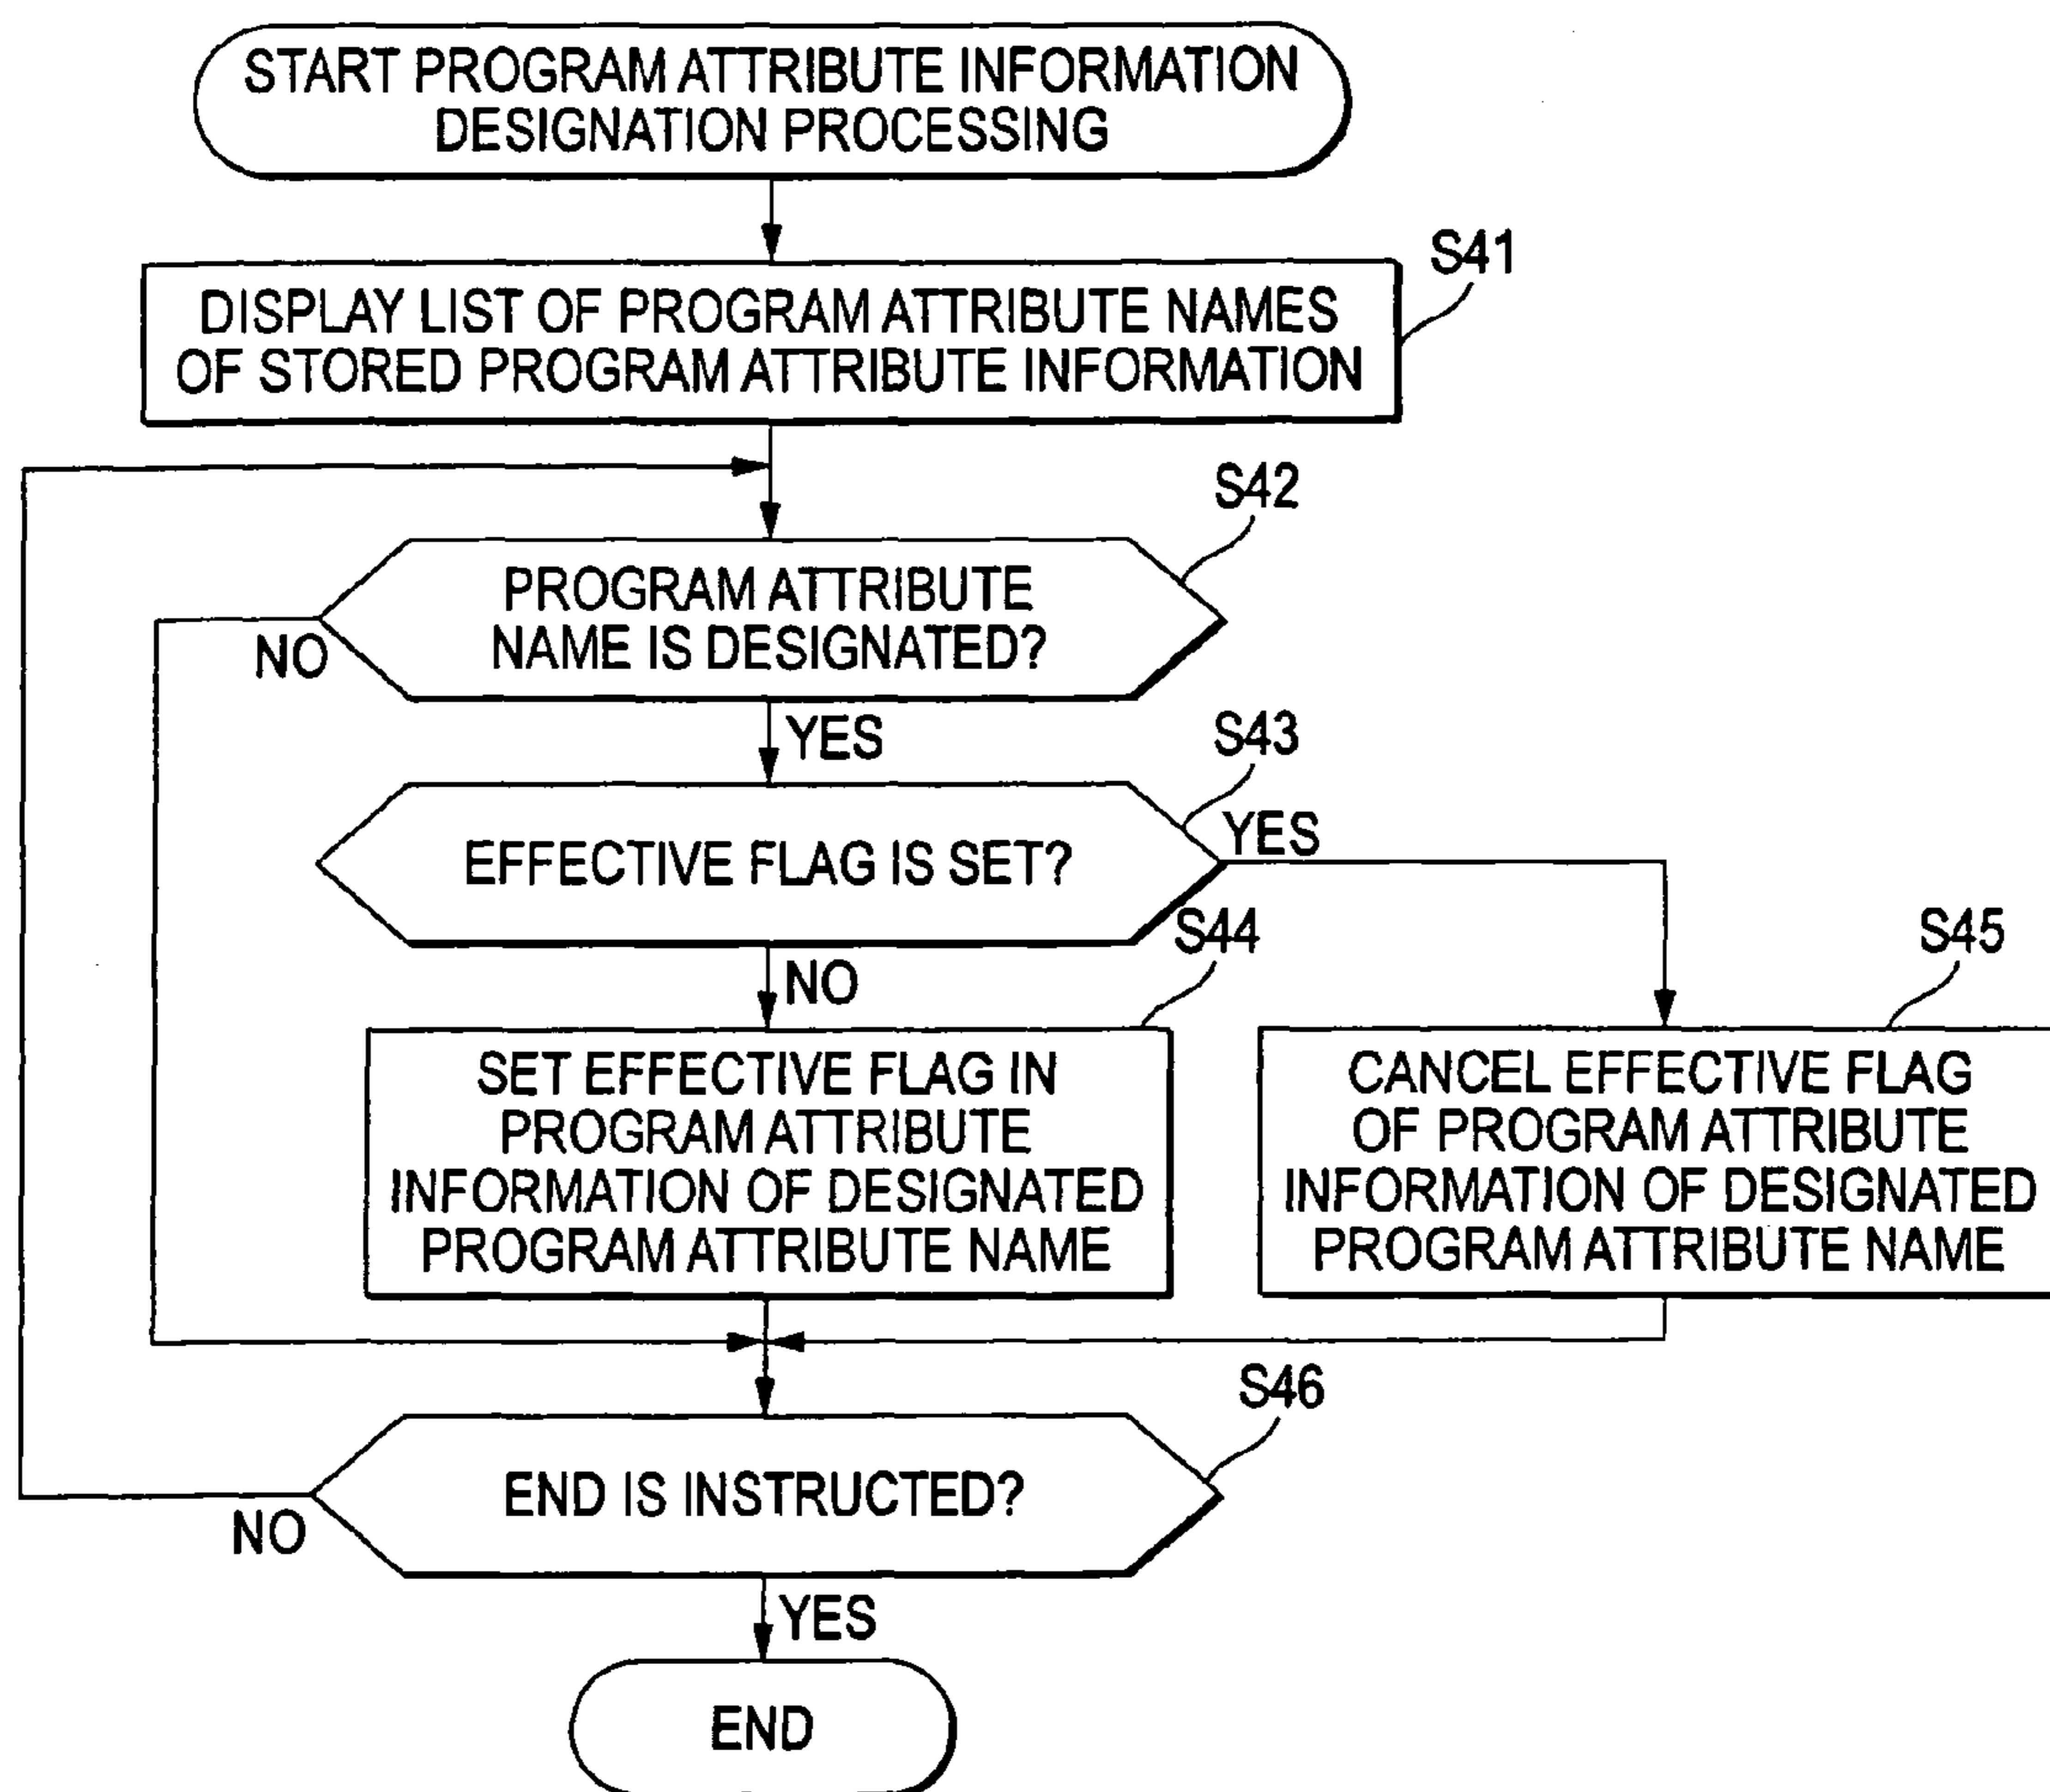 START PROGRAM ATTRIBUTE INFORMATION
DESIGNATION PROCESSING
S41
DISPLAY LIST OF PROGRAM ATTRIBUTE NAMES
OF STORED PROGRAM ATTRIBUTE INFORMATION
S42
PROGRAM ATTRIBUTE
NAME IS DESIGNATED?
NO
YES
S43
EFFECTIVE FLAG IS SET?
YES
NO
S44
SET EFFECTIVE FLAG IN
PROGRAM ATTRIBUTE
INFORMATION OF DESIGNATED
PROGRAM ATTRIBUTE NAME
S45
CANCEL EFFECTIVE FLAG
OF PROGRAM ATTRIBUTE
INFORMATION OF DESIGNATED
PROGRAM ATTRIBUTE NAME
S46
END IS INSTRUCTED?
NO
YES
END